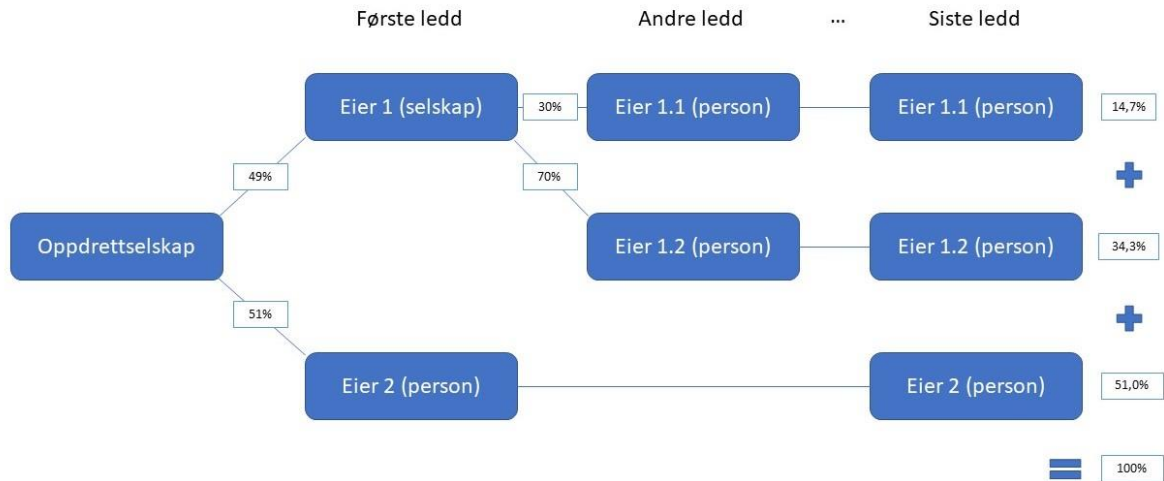 Første ledd
Andre ledd
...
Siste ledd
Eier 1 (selskap)
30%
Eier 1.1 (person)
Eier 1.1 (person)
14,7%
49%
70%
Oppdrettselskap
Eier 1.2 (person)
Eier 1.2 (person)
34,3%
51%
Eier 2 (person)
Eier 2 (person)
51,0%
100%